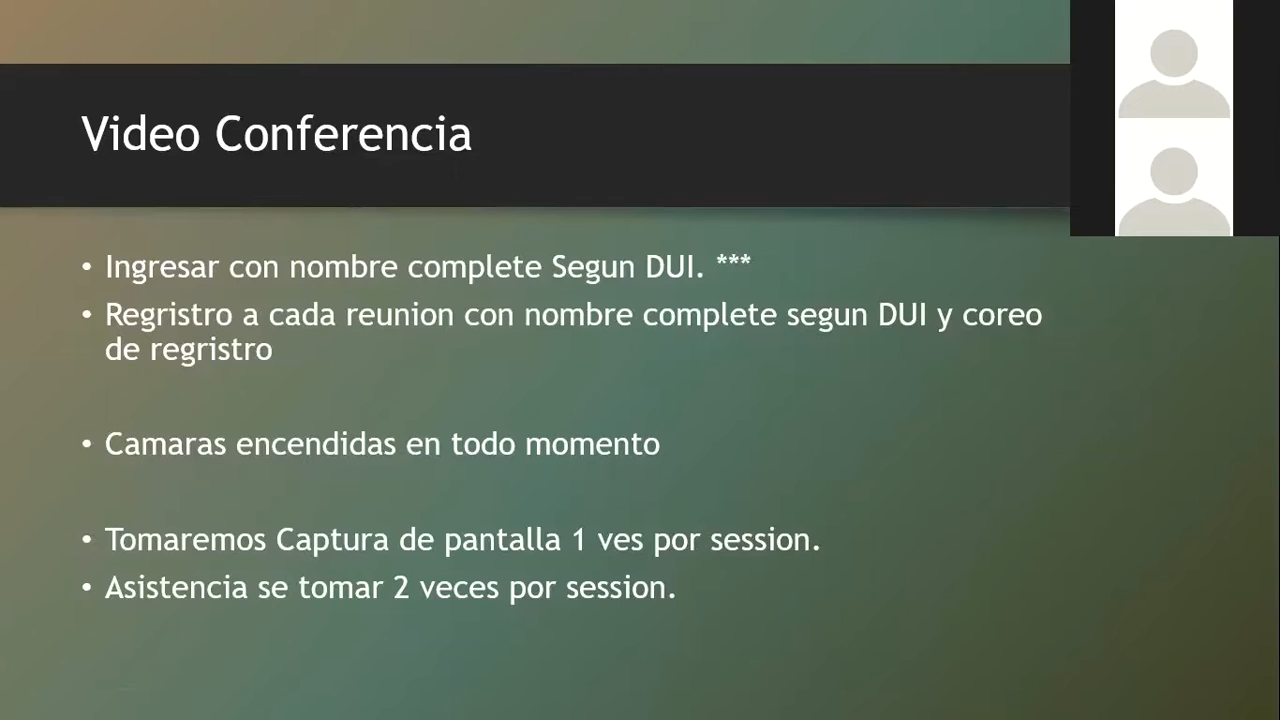 Video Conferencia
• Ingresar con nombre complete Segun DUI. ***
• Regristro a cada reunion con nombre complete segun DUI y coreo
de regristro
• Camaras encendidas en todo momento
• Tomaremos Captura de pantalla 1 ves por session.
• Asistencia se tomar 2 veces por session.